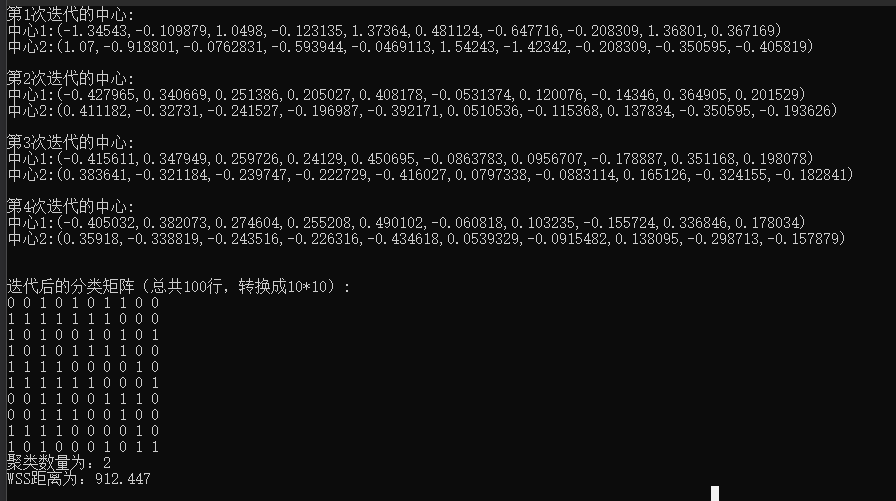 第1次迭代的中心:
中心1:(-1.34543,-0.109879,1.0498,-0.123135,1.37364,0.481124,-0.647716,-0.208309,1.36801,0.367169)
中心2:(1.07,-0.918801,-0.0762831,-0.593944,-0.0469113,1.54243,-1.42342,-0.208309,-0.350595,-0.405819)
第2次迭代的中心:
中心1:(-0.427965,0.340669,0.251386,0.205027,0.408178,-0.0531374,0.120076,-0.14346,0.364905,0.201529)
中心2:(0.411182,-0.32731,-0.241527,-0.196987,-0.392171,0.0510536,-0.115368,0.137834,-0.350595,-0.193626)
第3次迭代的中心:
中心1:(-0.415611,0.347949,0.259726,0.24129,0.450695,-0.0863783,0.0956707,-0.178887,0.351168,0.198078)
中心2:(0.383641,-0.321184,-0.239747,-0.222729,-0.416027,0.0797338,-0.0883114,0.165126,-0.324155,-0.182841)
第4次迭代的中心:
中心1:(-0.405032,0.382073,0.274604,0.255208,0.490102,-0.060818,0.103235,-0.155724,0.336846,0.178034)
中心2:(0.35918,-0.338819,-0.243516,-0.226316,-0.434618,0.0539329,-0.0915482,0.138095,-0.298713,-0.157879)
迭代后的分类矩阵（总共100行，转换成10*10）:
0 0 1 0 1 0 1 1 0 0
1 1 1 1 1 1 1 0 0 0
1 0 1 0 0 1 0 1 0 1
1 0 1 0 1 1 1 1 0 0
1 1 1 1 0 0 0 0 1 0
1 1 1 1 1 1 0 0 0 1
0 0 1 1 0 0 1 1 1 0
0 0 1 1 1 0 0 1 0 0
1 1 1 1 0 0 0 0 1 0
1 0 1 0 0 0 1 0 1 1
聚类数量为：2
WSS距离为：912.447